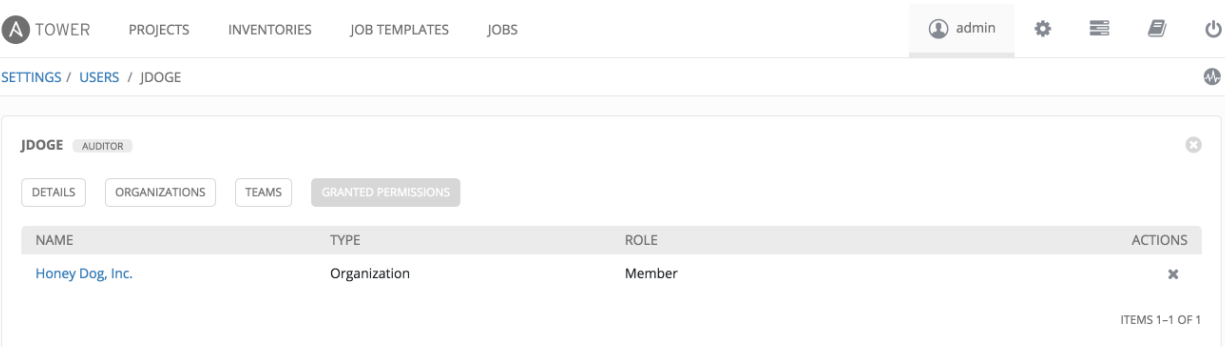 TOWER PROJECTS INVENTORIES JOB TEMPLATES JOBS admin
SETTINGS / USERS / JDOGE
JDOGE AUDITOR
DETAILS ORGANIZATIONS TEAMS GRANTED PERMISSIONS
NAME TYPE ROLE ACTIONS
Honey Dog, Inc. Organization Member
ITEMS 1–1 OF 1